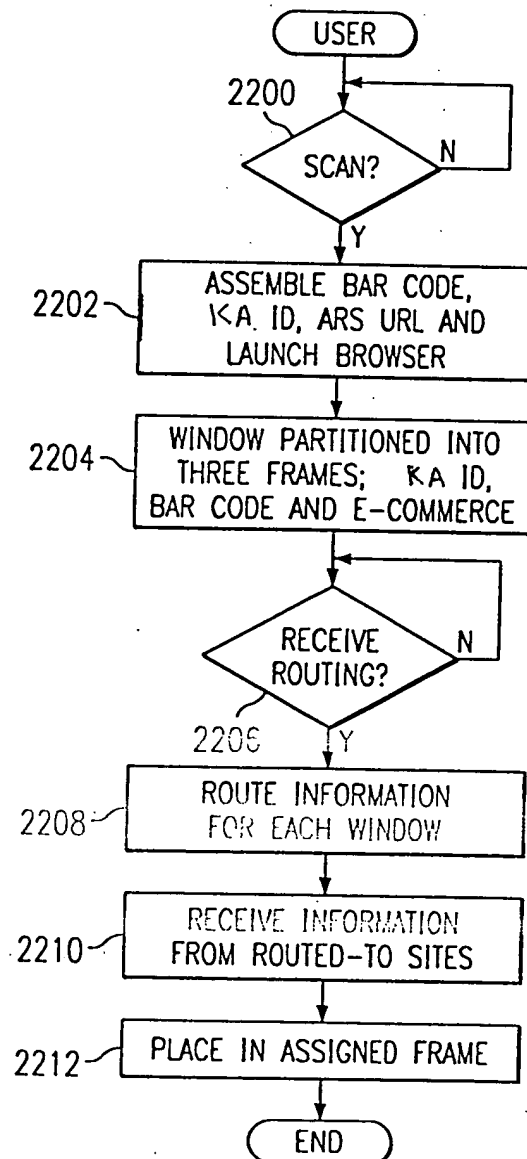 USER
2200
SCAN?
N
Y
2202
ASSEMBLE BAR CODE,
KA. ID, ARS URL AND
LAUNCH BROWSER
2204
WINDOW PARTITIONED INTO
THREE FRAMES; KA ID,
BAR CODE AND E-COMMERCE
RECEIVE
ROUTING?
N
2206
Y
2208
ROUTE INFORMATION
FOR EACH WINDOW
2210
RECEIVE INFORMATION
FROM ROUTED-TO SITES
2212
PLACE IN ASSIGNED FRAME
END